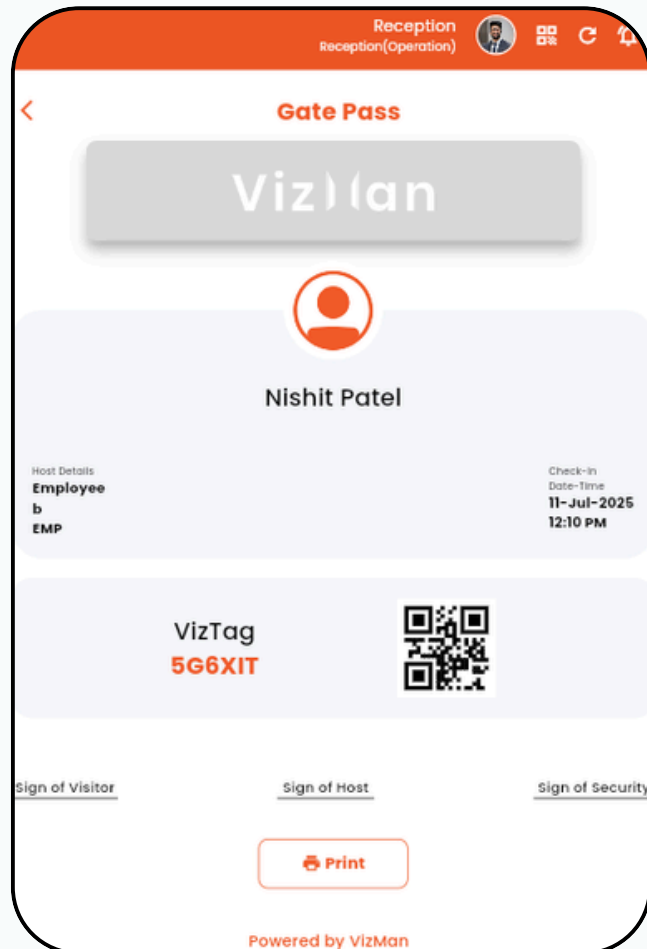 Reception
Reception(Operation)
Gate Pass
VizMan
Nishit Patel
Host Details
Employee
b
EMP
Check-In
Date-Time
11-Jul-2025
12:10 PM
VizTag
5G6XIT
Sign of Visitor
Sign of Host
Sign of Security
Print
Powered by VizMan